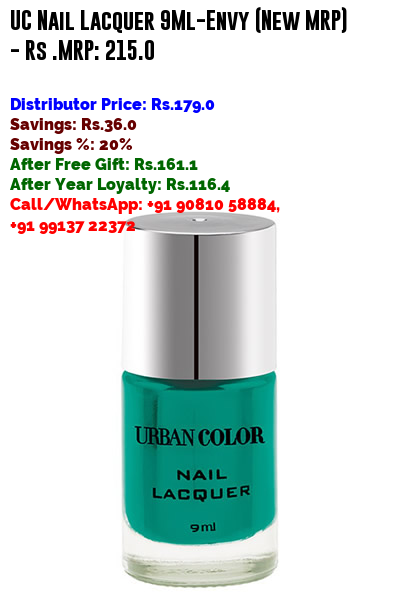 UC Nail Lacquer 9Ml-Envy (New MRP)
- Rs .MRP: 215.0
Distributor Price: Rs.179.0
Savings: Rs.36.0
Savings %: 20%
After Free Gift: Rs.161.1
After Year Loyalty: Rs.116.4
Call/WhatsApp: +91 90810 58884,
+91 99137 22372
URBAN COLOR
NAIL
LACQUER
9ml